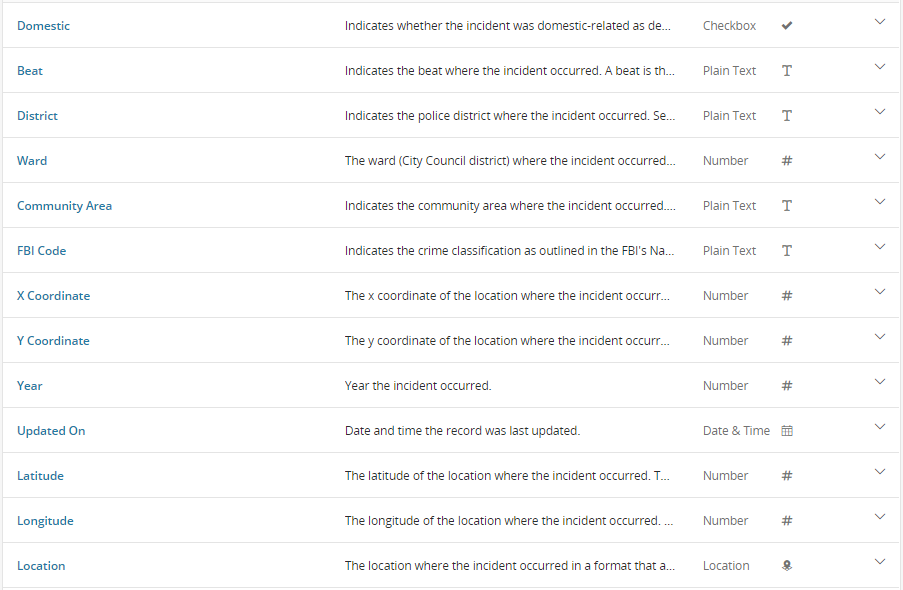 Domestic Indicates whether the incident was domestic-related as de... Checkbox
Beat Indicates the beat where the incident occurred. A beat is th... Plain Text T
District Indicates the police district where the incident occurred. Se... Plain Text T
Ward The ward (City Council district) where the incident occurred... Number #
Community Area Indicates the community area where the incident occurred.... Plain Text T
FBI Code Indicates the crime classification as outlined in the FBI's Na... Plain Text T
X Coordinate The x coordinate of the location where the incident occurr... Number #
Y Coordinate The y coordinate of the location where the incident occurr... Number #
Year Year the incident occurred. Number #
Updated On Date and time the record was last updated. Date & Time
Latitude The latitude of the location where the incident occurred. T... Number #
Longitude The longitude of the location where the incident occurred. ... Number #
Location The location where the incident occurred in a format that a... Location